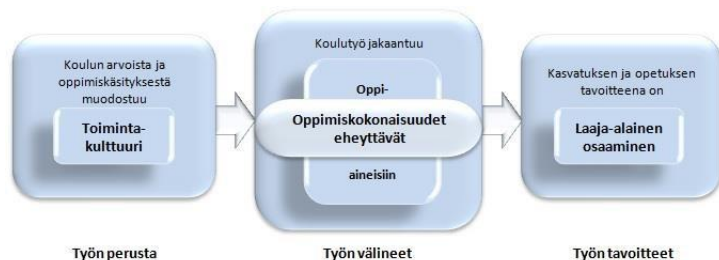 Koulun arvoista ja
oppimiskäsityksestä
muodostuu
Toiminta-
kulttuuri
Työn perusta
Koulutyö jakaantuu
Oppi-
Oppimiskokonaisuudet
eheyttävät
aineisiin
Työn välineet
Kasvatuksen ja opetuksen
tavoitteena on
Laaja-alainen
osaaminen
Työn tavoitteet